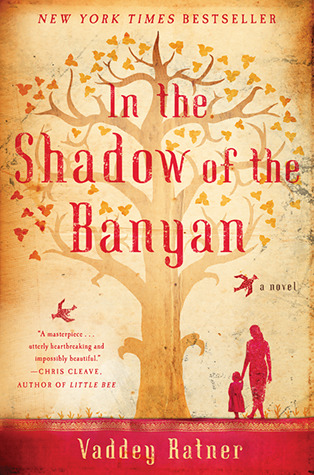 NEW YORK TIMES BESTSELLER
In the
Shadow of the
Banyan
a novel
"A masterpiece . . .
utterly heartbreaking and
impossibly beautiful."
—CHRIS CLEAVE,
AUTHOR OF LITTLE BEE
Vaddey Ratner